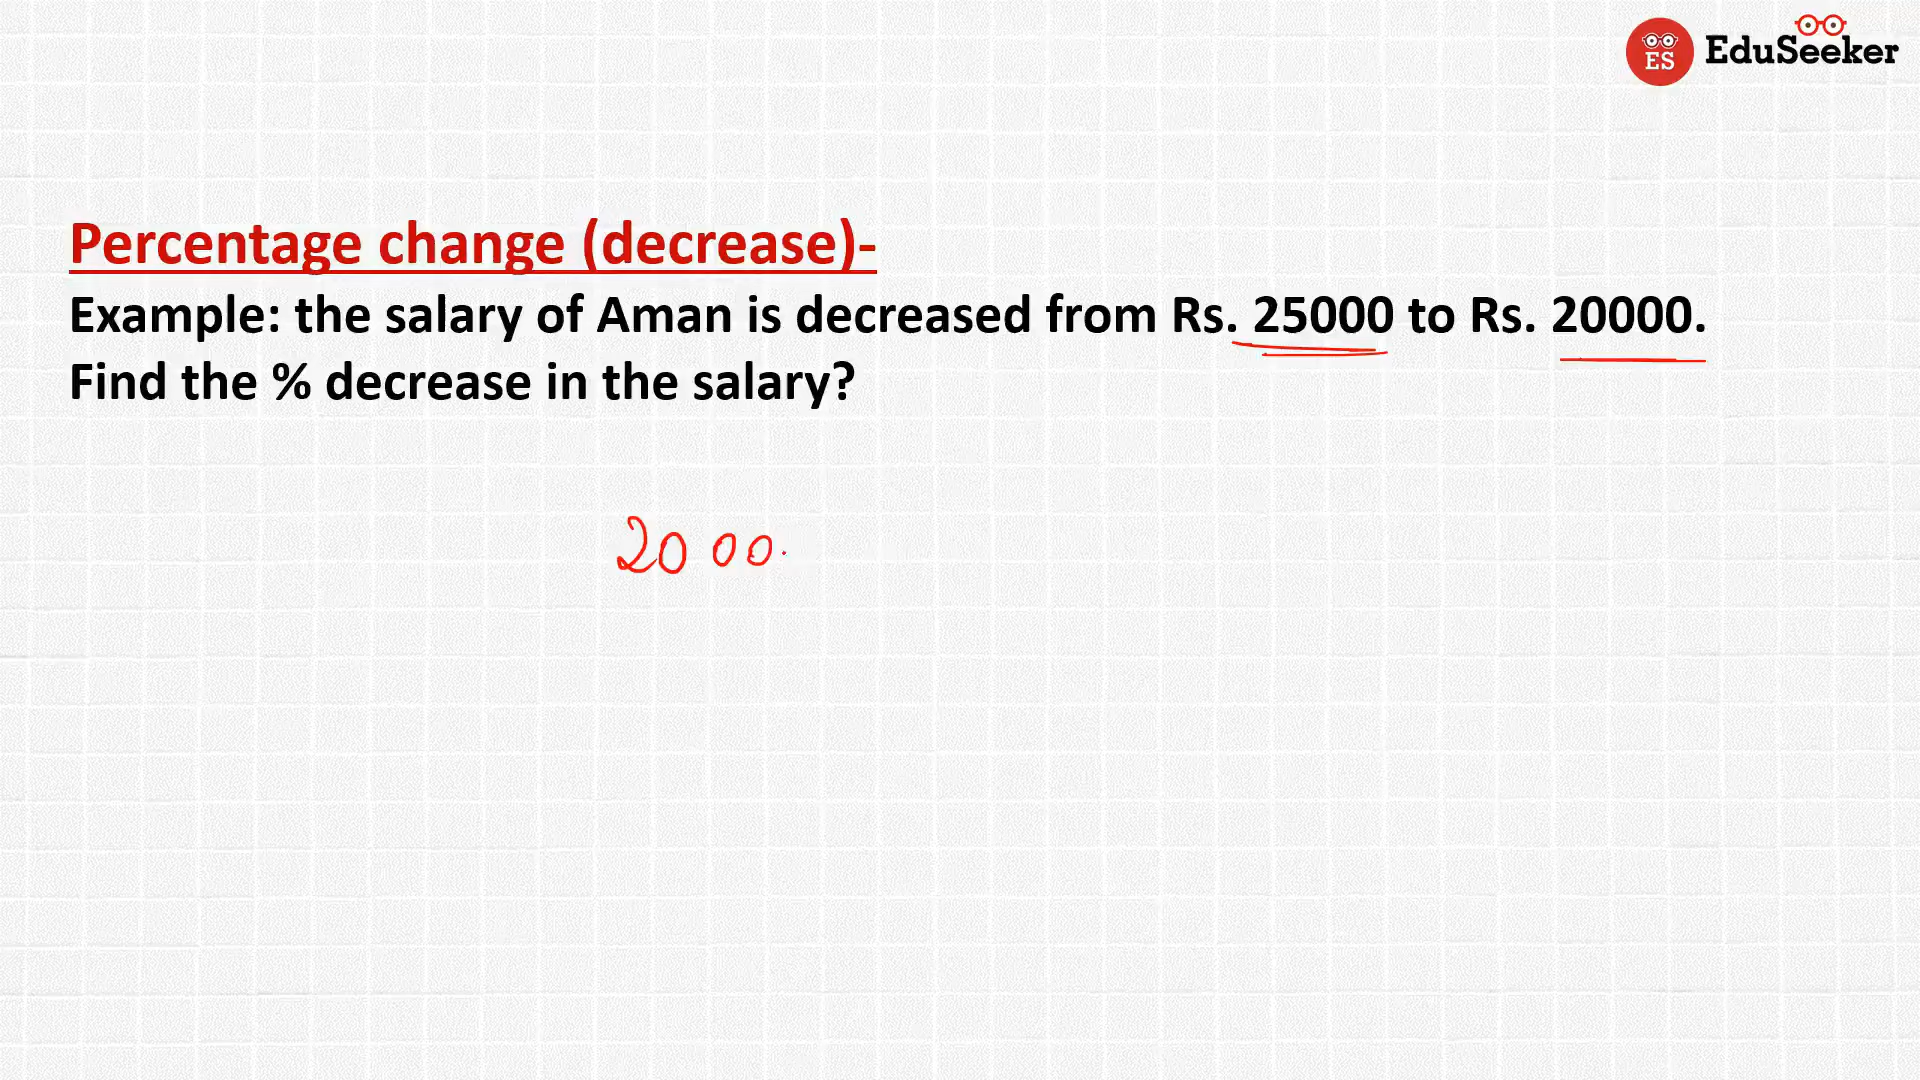 ES EduSeeker
Percentage change (decrease)-
Example: the salary of Aman is decreased from Rs. 25000 to Rs. 20000.
Find the % decrease in the salary?
2000.